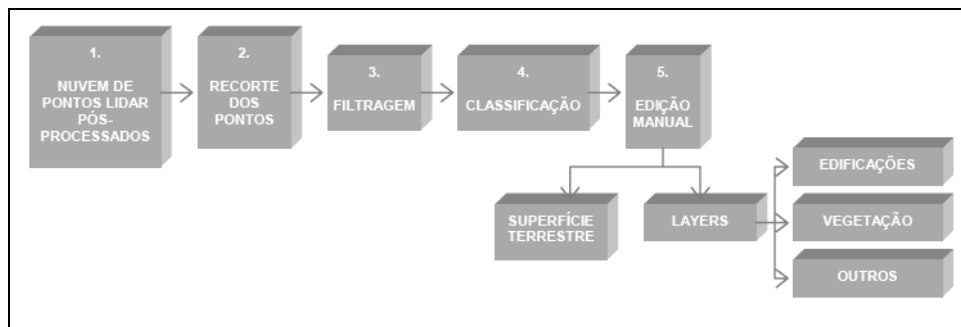 1.
NUVEM DE
PONTOS LIDAR
PÓS-
PROCESSADOS
2.
RECORTE
DOS
PONTOS
3.
FILTRAGEM
4.
CLASSIFICAÇÃO
5.
EDIÇÃO
MANUAL
SUPERFÍCIE
TERRESTRE
LAYERS
EDIFICAÇÕES
VEGETAÇÃO
OUTROS